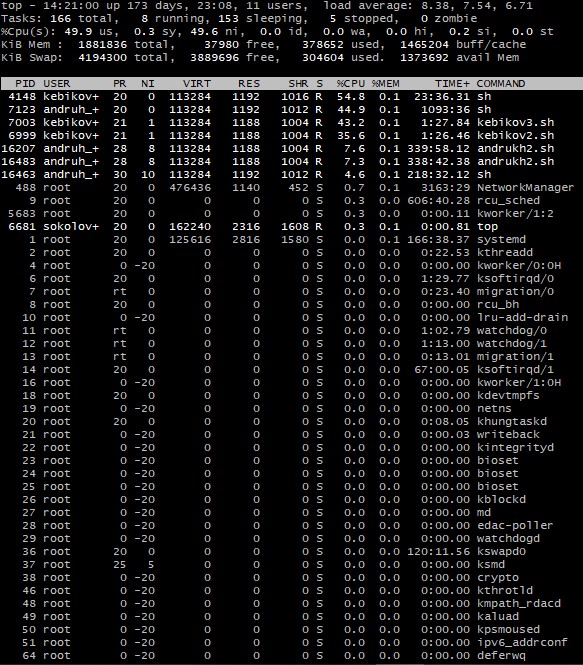 top - 14:21:00 up 173 days, 23:08, 11 users,  load average: 8.38, 7.54, 6.71
Tasks: 166 total,   8 running, 153 sleeping,   5 stopped,   0 zombie
%Cpu(s): 49.9 us,  0.3 sy, 49.6 ni,  0.0 id,  0.0 wa,  0.0 hi,  0.2 si,  0.0 st
KiB Mem :  1881836 total,    37980 free,   378652 used,  1465204 buff/cache
KiB Swap:  4194300 total,  3889696 free,   304604 used.  1373692 avail Mem
PID USER      PR  NI    VIRT    RES    SHR S  %CPU %MEM     TIME+ COMMAND
4148 kebikov+  20   0  113284   1192   1016 R  54.8  0.1  23:36.31 sh
7123 andruh_+  20   0  113284   1192   1012 R  44.9  0.1   1093:36 sh
7003 kebikov+  21   1  113284   1188   1004 R  43.2  0.1   1:27.84 kebikov3.sh
6999 kebikov+  21   1  113284   1188   1004 R  35.6  0.1   1:26.46 kebikov2.sh
16207 andruh_+  28   8  113284   1188   1004 R   7.6  0.1 339:58.12 andrukh2.sh
16483 andruh_+  28   8  113284   1188   1004 R   7.3  0.1 338:42.38 andrukh2.sh
16463 andruh_+  30  10  113284   1192   1012 R   4.6  0.1 218:32.12 sh
488 root      20   0  476436   1140    452 S   0.7  0.1   3163:29 NetworkManager
9 root      20   0       0      0      0 S   0.3  0.0 606:40.28 rcu_sched
5683 root      20   0       0      0      0 S   0.3  0.0   0:00.11 kworker/1:2
6681 sokolov+  20   0  162240   2316   1608 R   0.3  0.1   0:00.81 top
1 root      20   0  125616   2816   1580 S   0.0  0.1 166:38.37 systemd
2 root      20   0       0      0      0 S   0.0  0.0   0:22.53 kthreadd
4 root       0 -20       0      0      0 S   0.0  0.0   0:00.00 kworker/0:0H
6 root      20   0       0      0      0 S   0.0  0.0   1:29.77 ksoftirqd/0
7 root      rt   0       0      0      0 S   0.0  0.0   0:23.40 migration/0
8 root      20   0       0      0      0 S   0.0  0.0   0:00.00 rcu_bh
10 root       0 -20       0      0      0 S   0.0  0.0   0:00.00 lru-add-drain
11 root      rt   0       0      0      0 S   0.0  0.0   1:02.79 watchdog/0
12 root      rt   0       0      0      0 S   0.0  0.0   1:13.00 watchdog/1
13 root      rt   0       0      0      0 S   0.0  0.0   0:13.01 migration/1
14 root      20   0       0      0      0 S   0.0  0.0  67:00.05 ksoftirqd/1
16 root       0 -20       0      0      0 S   0.0  0.0   0:00.00 kworker/1:0H
18 root      20   0       0      0      0 S   0.0  0.0   0:00.00 kdevtmpfs
19 root       0 -20       0      0      0 S   0.0  0.0   0:00.00 netns
20 root      20   0       0      0      0 S   0.0  0.0   0:08.05 khungtaskd
21 root       0 -20       0      0      0 S   0.0  0.0   0:00.03 writeback
22 root       0 -20       0      0      0 S   0.0  0.0   0:00.00 kintegrityd
23 root       0 -20       0      0      0 S   0.0  0.0   0:00.00 bioset
24 root       0 -20       0      0      0 S   0.0  0.0   0:00.00 bioset
25 root       0 -20       0      0      0 S   0.0  0.0   0:00.00 bioset
26 root       0 -20       0      0      0 S   0.0  0.0   0:00.00 kblockd
27 root       0 -20       0      0      0 S   0.0  0.0   0:00.00 md
28 root       0 -20       0      0      0 S   0.0  0.0   0:00.00 edac-poller
29 root       0 -20       0      0      0 S   0.0  0.0   0:00.00 watchdogd
36 root      20   0       0      0      0 S   0.0  0.0 120:11.56 kswapd0
37 root      25   5       0      0      0 S   0.0  0.0   0:00.00 ksmd
38 root       0 -20       0      0      0 S   0.0  0.0   0:00.00 crypto
46 root       0 -20       0      0      0 S   0.0  0.0   0:00.00 kthrotld
48 root       0 -20       0      0      0 S   0.0  0.0   0:00.00 kmpath_rdacd
49 root       0 -20       0      0      0 S   0.0  0.0   0:00.00 kaluad
50 root       0 -20       0      0      0 S   0.0  0.0   0:00.00 kpsmoused
51 root       0 -20       0      0      0 S   0.0  0.0   0:00.00 ipv6_addrconf
64 root       0 -20       0      0      0 S   0.0  0.0   0:00.00 deferwq